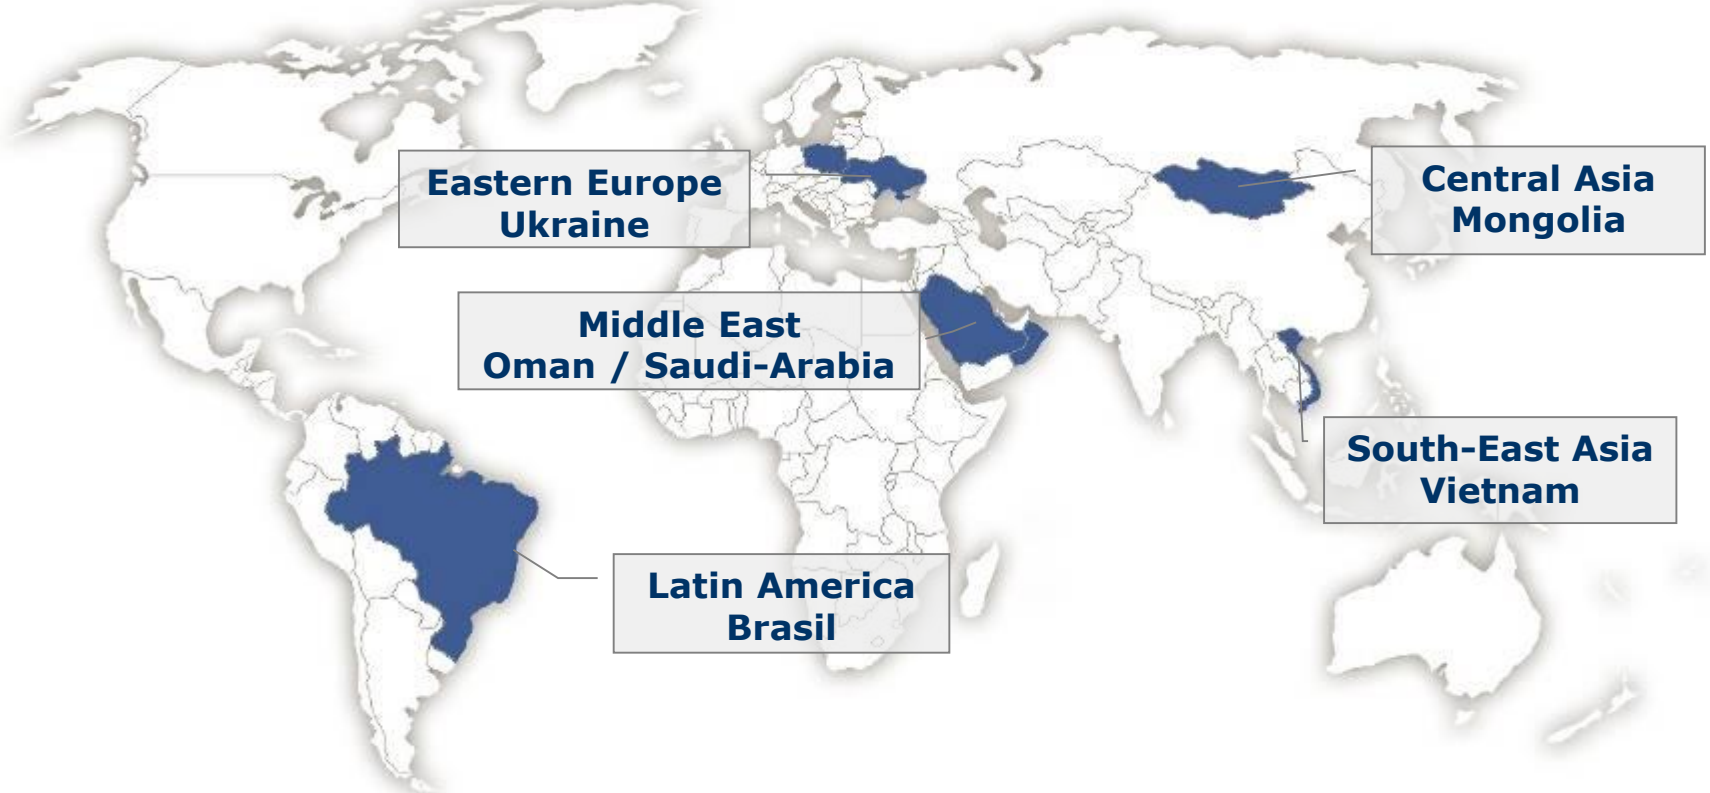 Eastern Europe
Ukraine
Central Asia
Mongolia
Middle East
Oman / Saudi-Arabia
South-East Asia
Vietnam
Latin America
Brasil